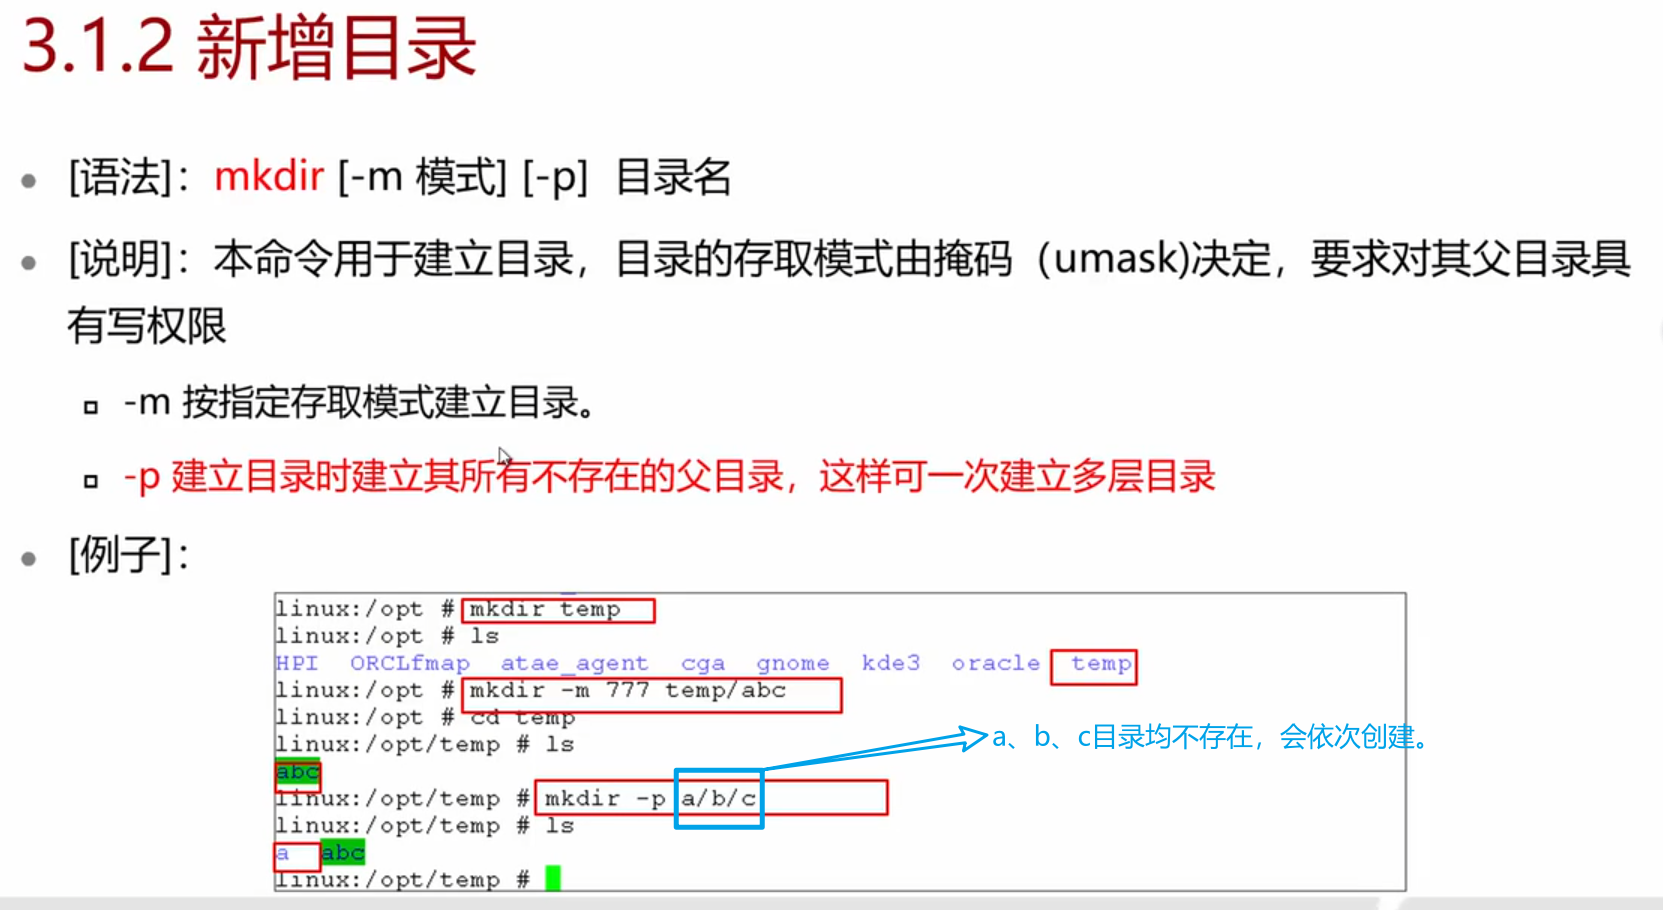 3.1.2 新增目录
[语法]：mkdir [-m 模式] [-p] 目录名
[说明]：本命令用于建立目录，目录的存取模式由掩码（umask)决定，要求对其父目录具
有写权限
-m 按指定存取模式建立目录。
-p 建立目录时建立其所有不存在的父目录，这样可一次建立多层目录
[例子]：
linux:/opt # mkdir temp
linux:/opt # ls
HPI ORCLfmap atae_agent cga gnome kde3 oracle temp
linux:/opt # mkdir -m 777 temp/abc
linux:/opt # cd temp
a、b、c目录均不存在，会依次创建。
linux:/opt/temp # ls
abc
linux:/opt/temp # mkdir -p a/b/c
linux:/opt/temp # ls
a abc
linux:/opt/temp #